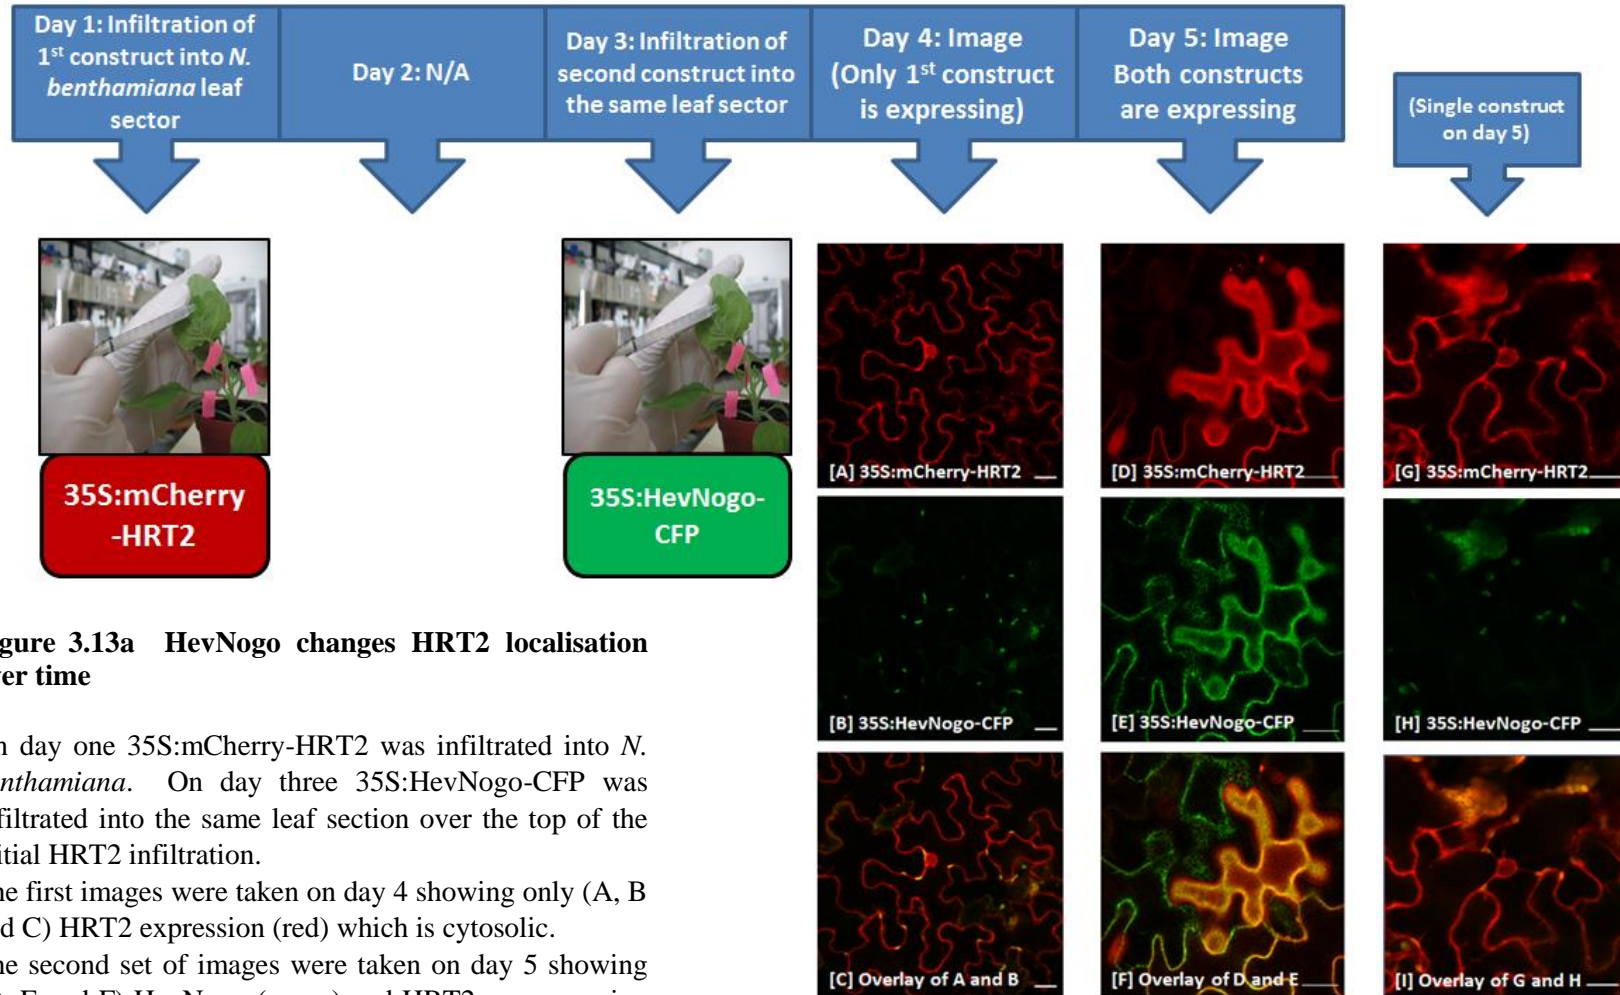 Day 1: Infiltration of
1st construct into N.
benthamiana leaf
sector
Day 2: N/A
Day 3: Infiltration of
second construct into
the same leaf sector
Day 4: Image
(Only 1st construct
is expressing)
Day 5: Image
Both constructs
are expressing
(Single construct
on day 5)
35S:mCherry
-HRT2
35S:HevNogo-
CFP
[A] 35S:mCherry-HRT2
[D] 35S:mCherry-HRT2
[G] 35S:mCherry-HRT2
[B] 35S:HevNogo-CFP
[E] 35S:HevNogo-CFP
[H] 35S:HevNogo-CFP
[C] Overlay of A and B
[F] Overlay of D and E
[I] Overlay of G and H
gure 3.13a HevNogo changes HRT2 localisation
er time
n day one 35S:mCherry-HRT2 was infiltrated into N.
nthamiana. On day three 35S:HevNogo-CFP was
filtrated into the same leaf section over the top of the
itial HRT2 infiltration.
he first images were taken on day 4 showing only (A, B
d C) HRT2 expression (red) which is cytosolic.
he second set of images were taken on day 5 showing